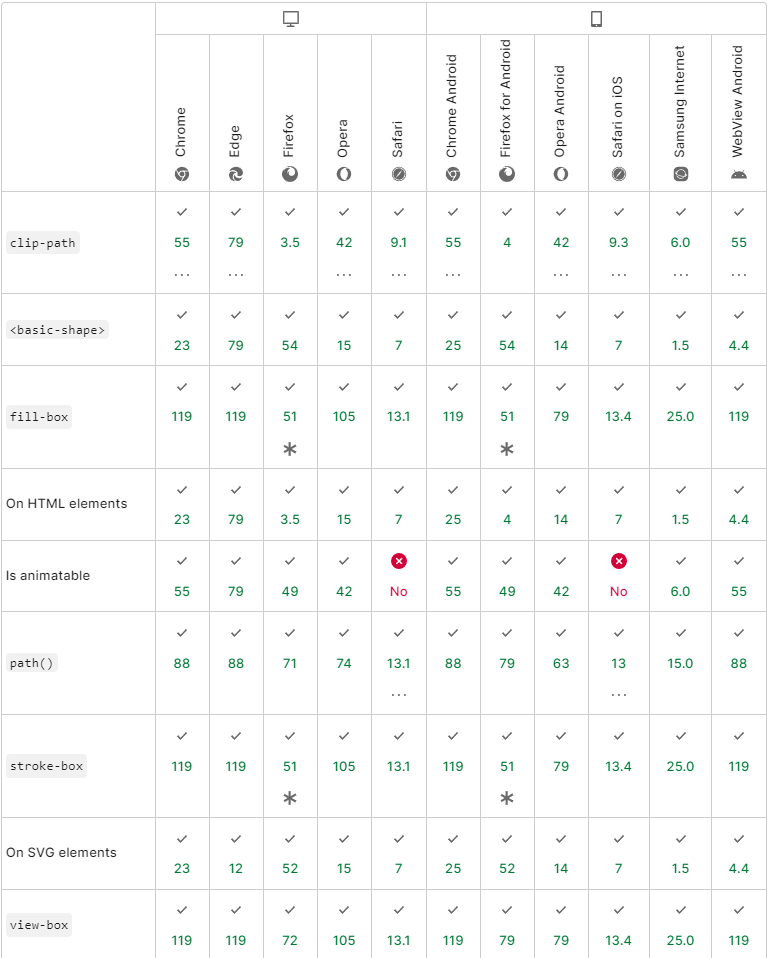 Chrome Edge Firefox Opera Safari Chrome Android Firefox for Android Opera Android Safari on iOS Samsung Internet WebView Android
✓ ✓ ✓ ✓ ✓ ✓ ✓ ✓ ✓ ✓ ✓
clip-path 55 79 3.5 42 9.1 55 4 42 9.3 6.0 55
... ... ... ... ... ... ... ... ...
✓ ✓ ✓ ✓ ✓ ✓ ✓ ✓ ✓ ✓ ✓
<basic-shape> 23 79 54 15 7 25 54 14 7 1.5 4.4
✓ ✓ ✓ ✓ ✓ ✓ ✓ ✓ ✓ ✓ ✓
fill-box 119 119 51 105 13.1 119 51 79 13.4 25.0 119
* *
✓ ✓ ✓ ✓ ✓ ✓ ✓ ✓ ✓ ✓ ✓
On HTML elements 23 79 3.5 15 7 25 4 14 7 1.5 4.4
✓ ✓ ✓ ✓ ✓ ✓ ✓ ✓ ✓
Is animatable 55 79 49 42 No 55 49 42 No 6.0 55
✓ ✓ ✓ ✓ ✓ ✓ ✓ ✓ ✓ ✓ ✓
path() 88 88 71 74 13.1 88 79 63 13 15.0 88
... ...
✓ ✓ ✓ ✓ ✓ ✓ ✓ ✓ ✓ ✓ ✓
stroke-box 119 119 51 105 13.1 119 51 79 13.4 25.0 119
* *
✓ ✓ ✓ ✓ ✓ ✓ ✓ ✓ ✓ ✓ ✓
On SVG elements 23 12 52 15 7 25 52 14 7 1.5 4.4
✓ ✓ ✓ ✓ ✓ ✓ ✓ ✓ ✓ ✓ ✓
view-box 119 119 72 105 13.1 119 79 79 13.4 25.0 119